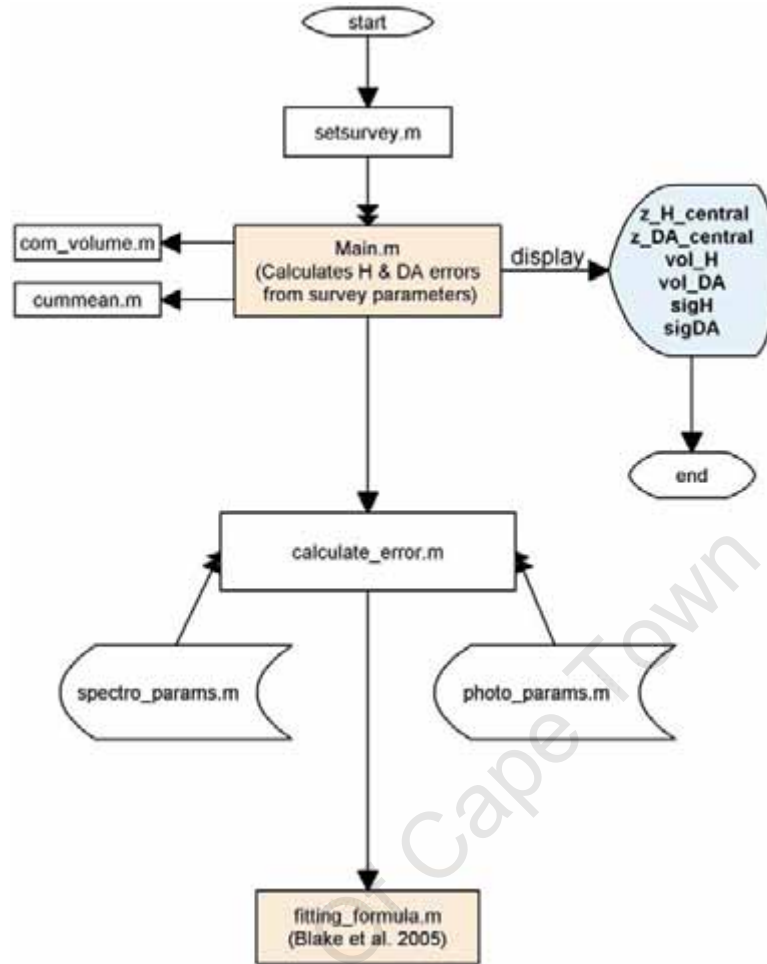 start
setsurvey.m
com_volume.m
cummean.m
Main.m
(Calculates H & DA errors
from survey parameters)
display
z_H_central
z_DA_central
vol_H
vol_DA
sigH
sigDA
end
calculate_error.m
spectro_params.m
photo_params.m
fitting_formula.m
(Blake et al. 2005)
of Cape Town